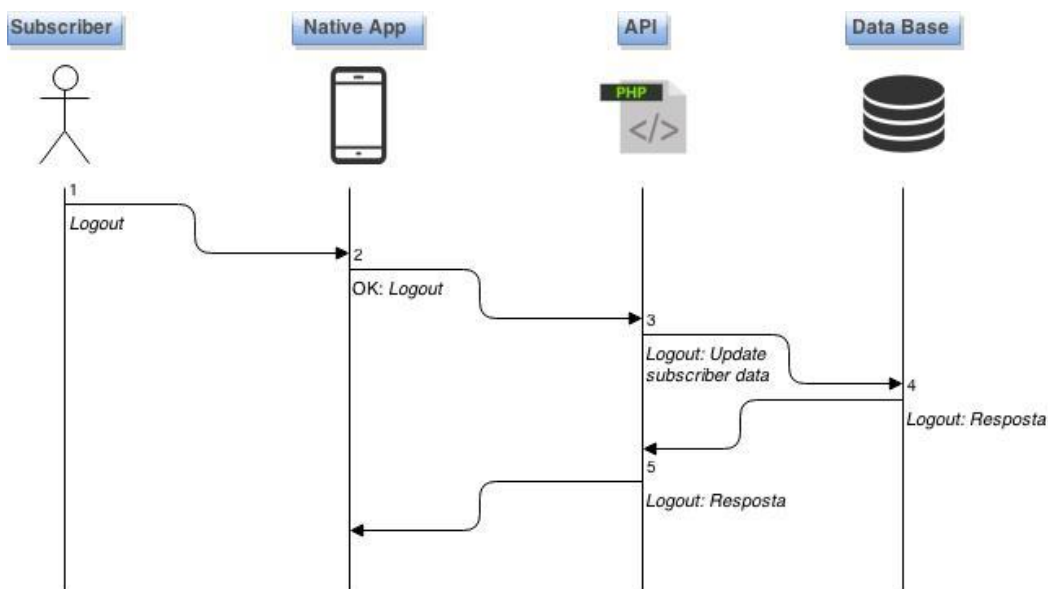 Subscriber
Native App
API
Data Base
PHP
</>
1
Logout
2
OK: Logout
3
Logout: Update
subscriber data
4
Logout: Resposta
5
Logout: Resposta